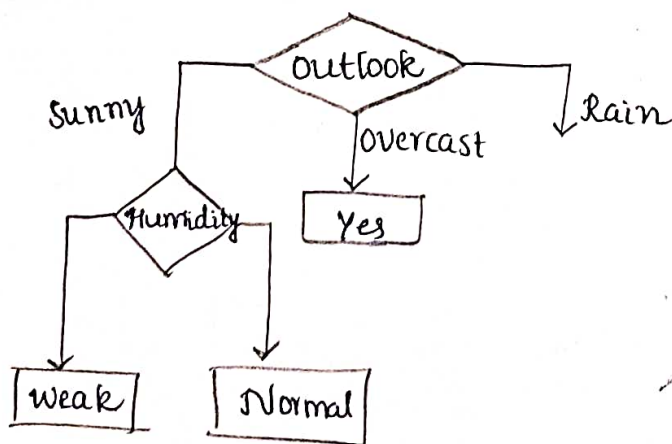 Outlook
Sunny
Overcast
Rain
Humidity
Yes
Weak
Normal